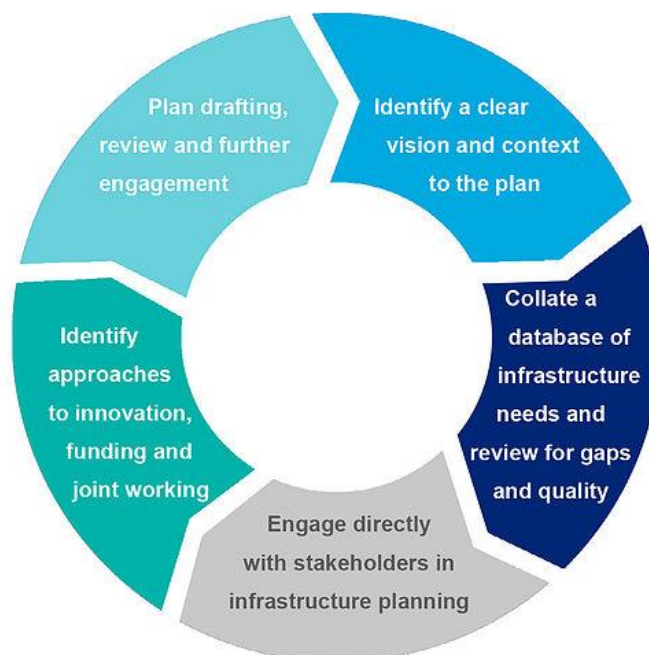 Plan drafting,
review and further
engagement
Identify a clear
vision and context
to the plan
Collate a
database of
infrastructure
needs and
review for gaps
and quality
Engage directly
with stakeholders in
infrastructure planning
Identify
approaches
to innovation,
funding and
joint working